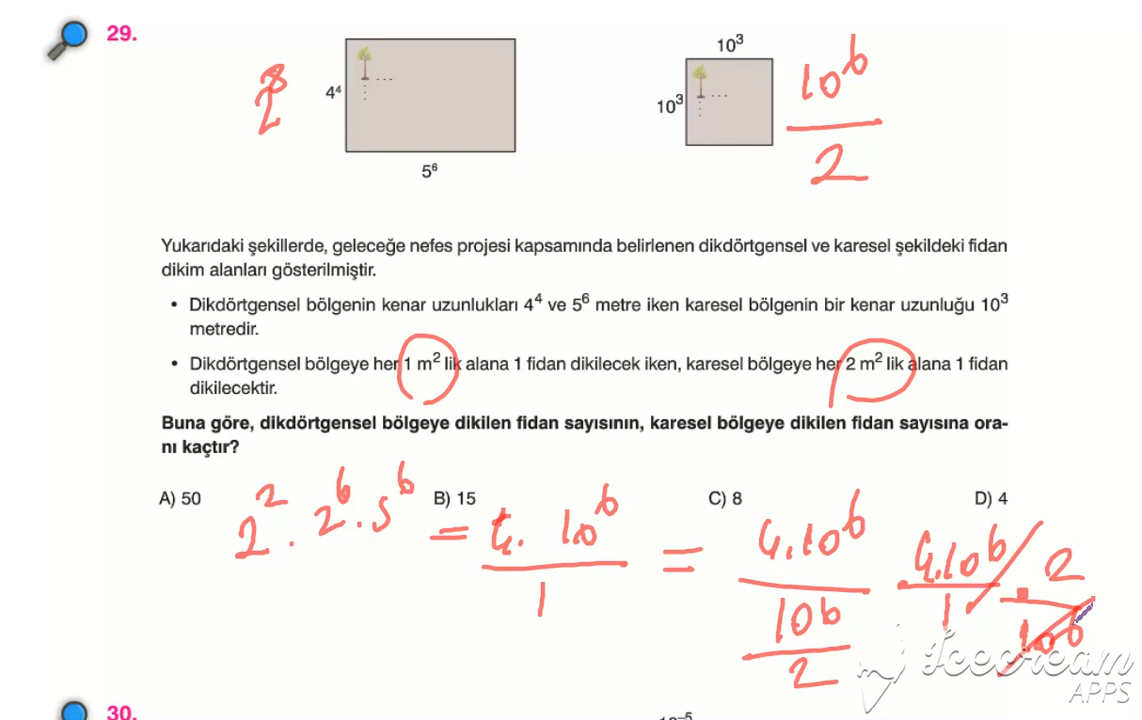 29.
10³
4⁴
10³
5⁶
2⁸
10⁶
2
Yukarıdaki şekillerde, geleceğe nefes projesi kapsamında belirlenen dikdörtgensel ve karesel şekildeki fidan
dikim alanları gösterilmiştir.
• Dikdörtgensel bölgenin kenar uzunlukları 4⁴ ve 5⁶ metre iken karesel bölgenin bir kenar uzunluğu 10³
metredir.
• Dikdörtgensel bölgeye her 1 m² lik alana 1 fidan dikilecek iken, karesel bölgeye her 2 m² lik alana 1 fidan
dikilecektir.
Buna göre, dikdörtgensel bölgeye dikilen fidan sayısının, karesel bölgeye dikilen fidan sayısına ora-
nı kaçtır?
A) 50 B) 15 C) 8 D) 4
2² . 2⁶ . 5⁶ = 4. 10⁶ = 4.10⁶ 4.10⁶ . 2
1 10⁶ 1 10⁶
2
Icecream
APPS
30.
10⁻⁵